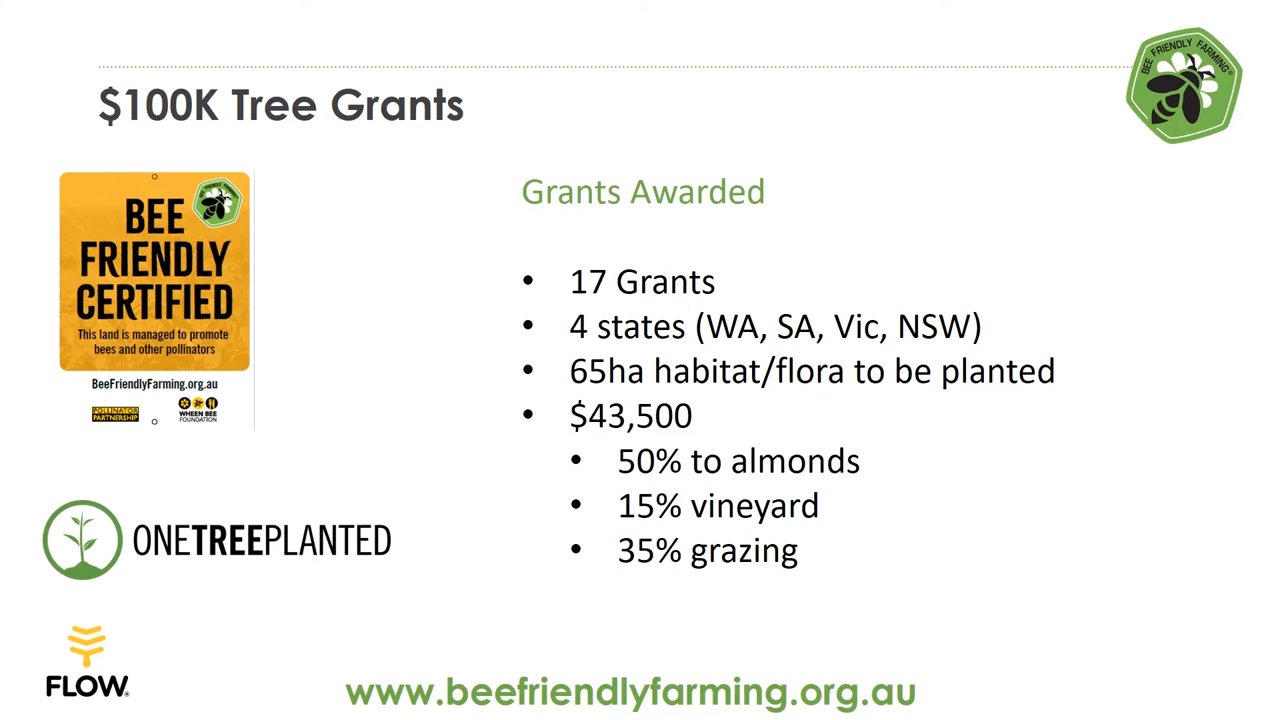 BEE FRIENDLY FARMING®
$100K Tree Grants
BEE FRIENDLY FARMING
BEE
FRIENDLY
CERTIFIED
This land is managed to promote
bees and other pollinators
BeeFriendlyFarming.org.au
POLLINATOR
PARTNERSHIP
WHEEN BEE
FOUNDATION
Grants Awarded
• 17 Grants
• 4 states (WA, SA, Vic, NSW)
• 65ha habitat/flora to be planted
• $43,500
• 50% to almonds
• 15% vineyard
• 35% grazing
ONETREEPLANTED
FLOW®
www.beefriendlyfarming.org.au